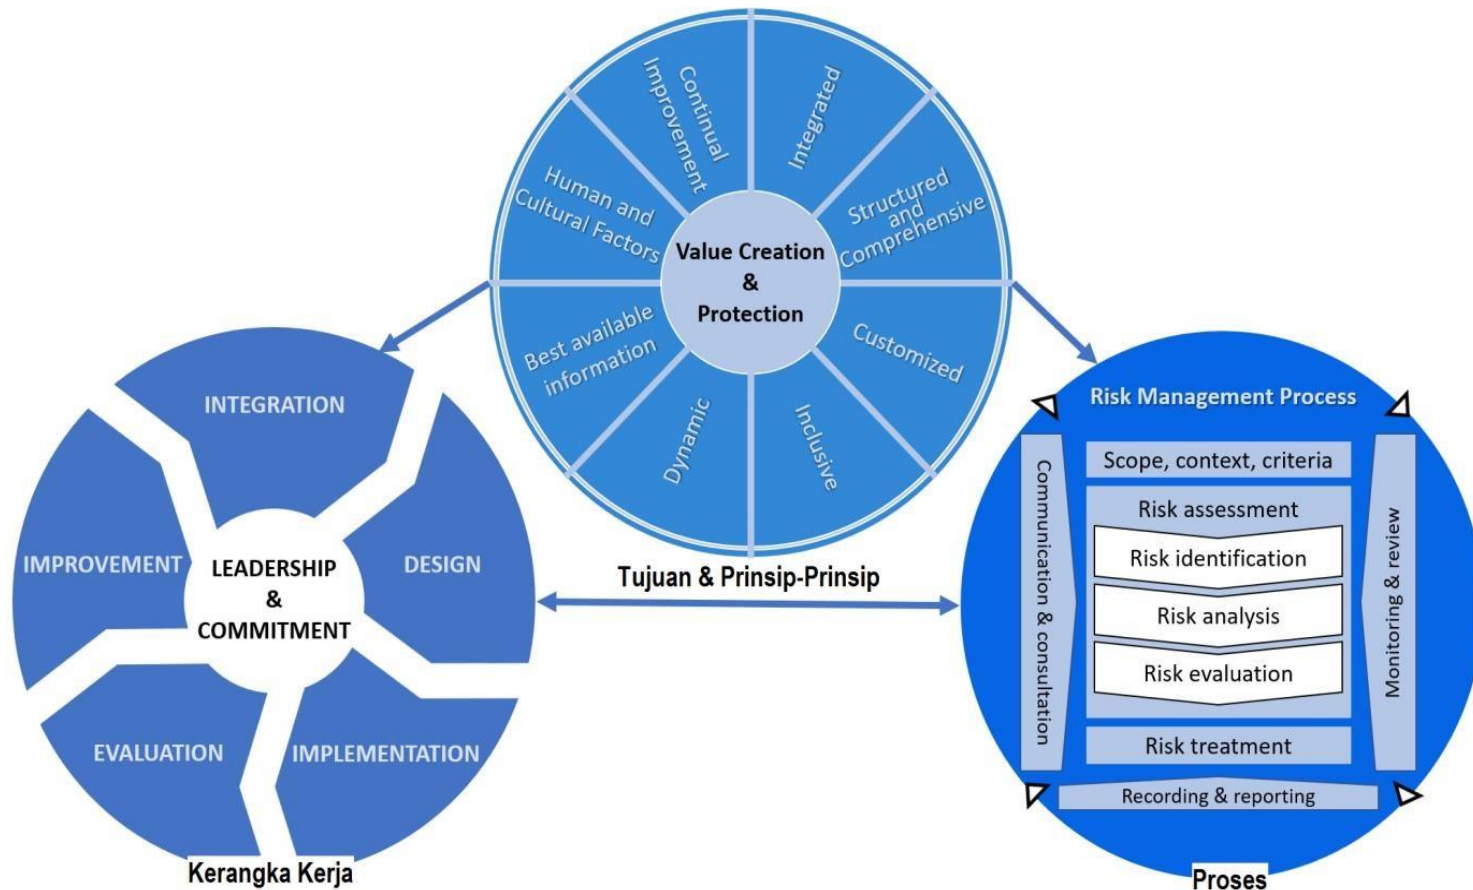 Continual
Improvement
Integrated
Structured
and
Comprehensive
Customized
Inclusive
Dynamic
Best available
information
Human and
Cultural Factors
Value Creation
&
Protection
Tujuan & Prinsip-Prinsip
INTEGRATION
DESIGN
IMPLEMENTATION
EVALUATION
IMPROVEMENT
LEADERSHIP
&
COMMITMENT
Kerangka Kerja
Risk Management Process
Communication & consultation
Scope, context, criteria
Risk assessment
Risk identification
Risk analysis
Risk evaluation
Risk treatment
Monitoring & review
Recording & reporting
Proses